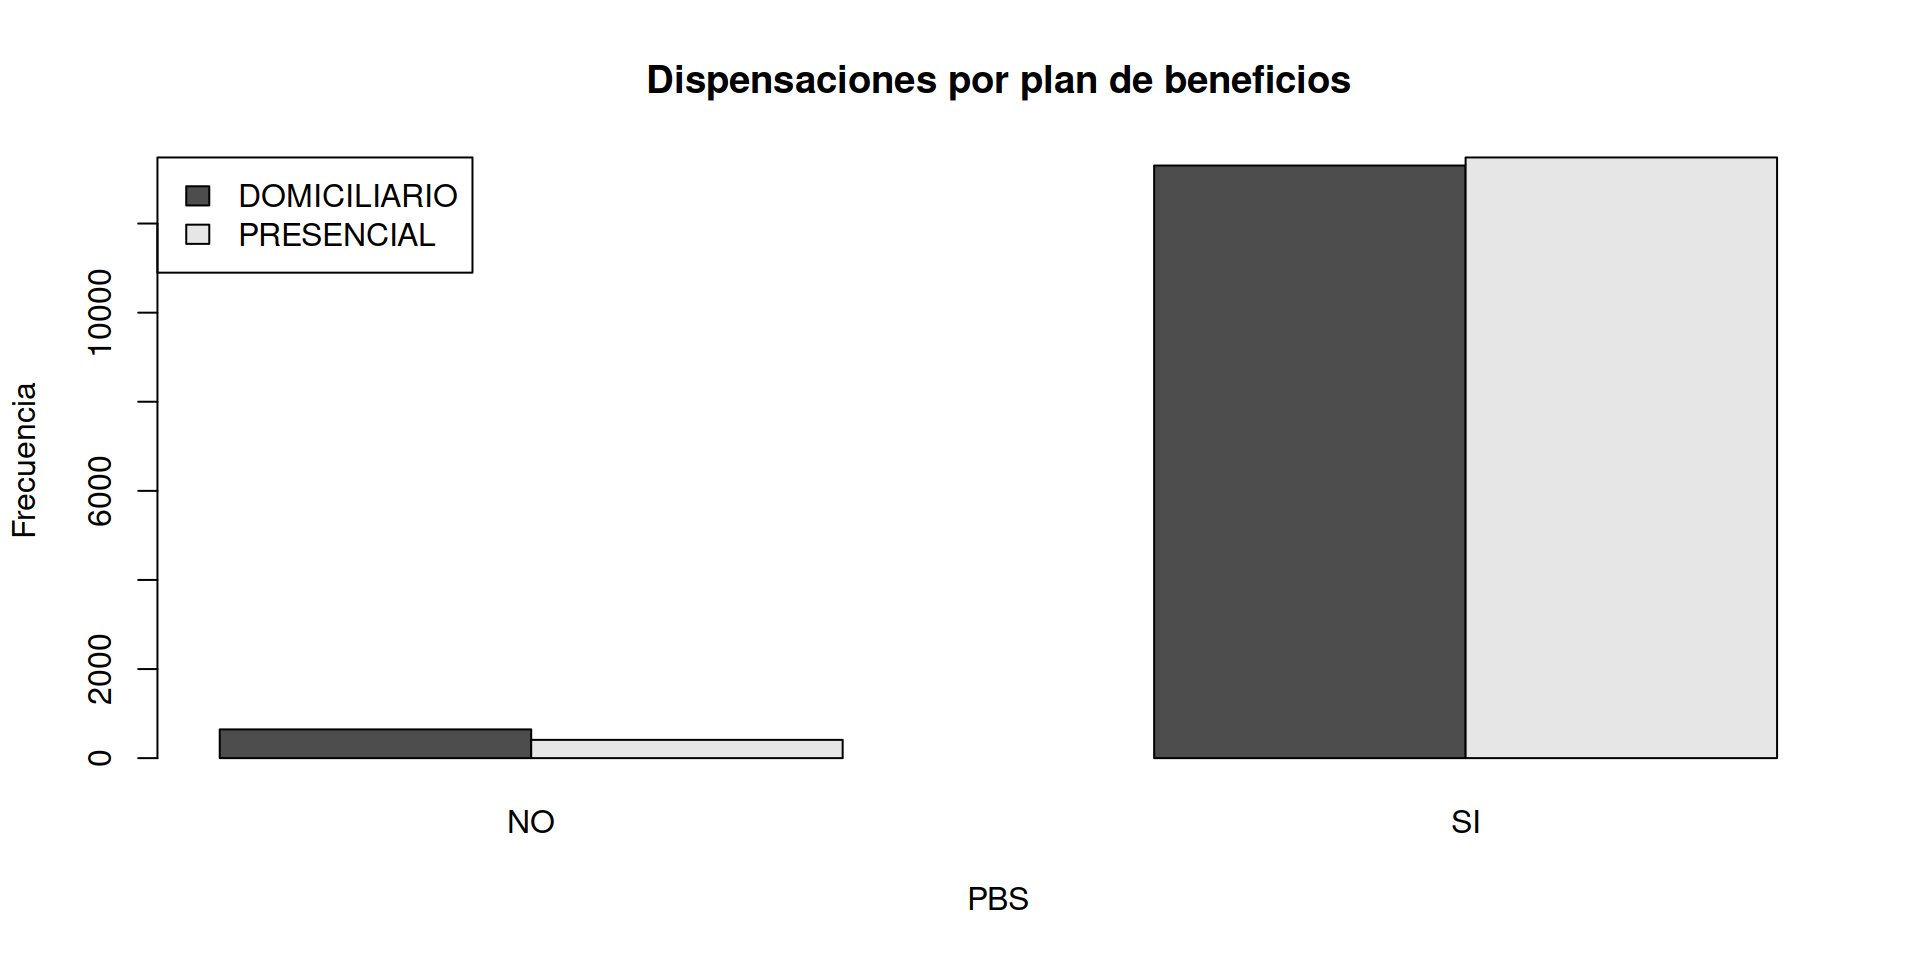 Dispensaciones por plan de beneficios
DOMICILIARIO
PRESENCIAL
Frecuencia
10000
6000
2000
0
NO
SI
PBS